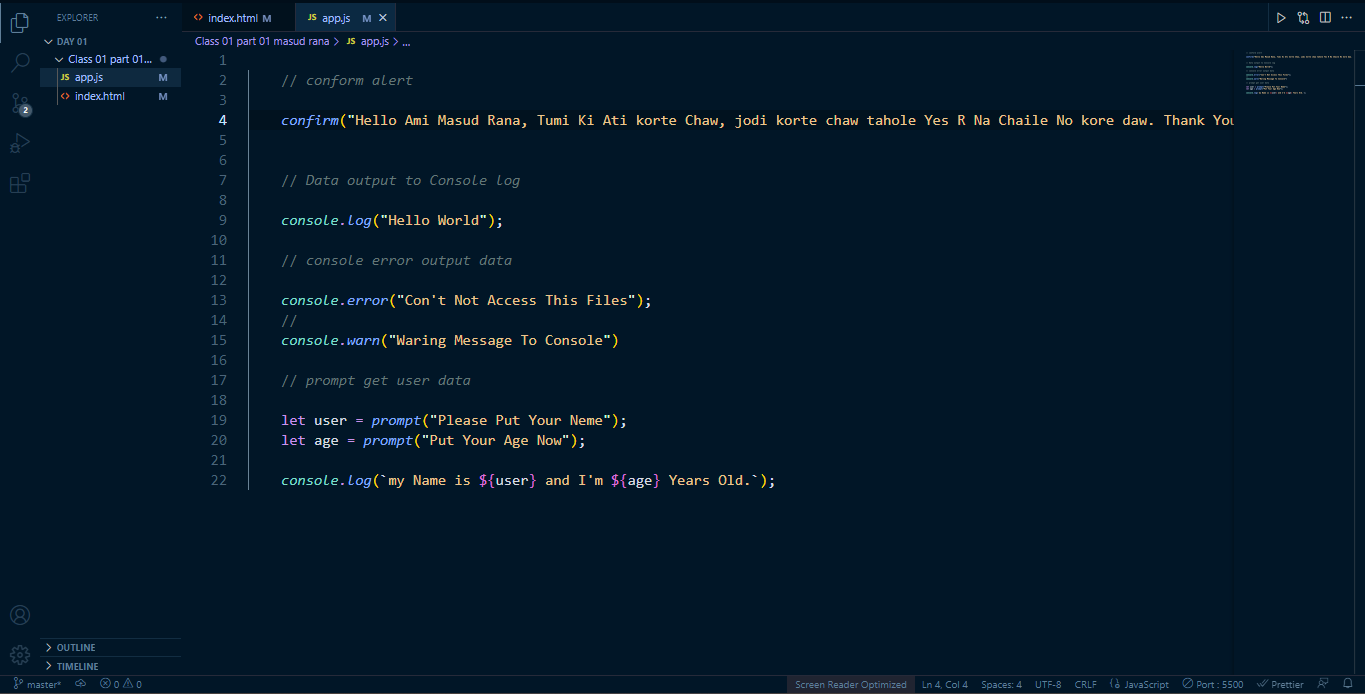 EXPLORER
DAY 01
Class 01 part 01...
JS app.js M
index.html M
index.html M
JS app.js M
Class 01 part 01 masud rana > JS app.js > ...
1
2 // conform alert
3
4 confirm("Hello Ami Masud Rana, Tumi Ki Ati korte Chaw, jodi korte chaw tahole Yes R Na Chaile No kore daw. Thank You
5
6
7 // Data output to Console log
8
9 console.log("Hello World");
10
11 // console error output data
12
13 console.error("Con't Not Access This Files");
14 //
15 console.warn("Waring Message To Console")
16
17 // prompt get user data
18
19 let user = prompt("Please Put Your Neme");
20 let age = prompt("Put Your Age Now");
21
22 console.log(`my Name is ${user} and I'm ${age} Years Old.`);
2
OUTLINE
TIMELINE
master* 0 0 Screen Reader Optimized Ln 4, Col 4 Spaces: 4 UTF-8 CRLF {} JavaScript Port : 5500 Prettier